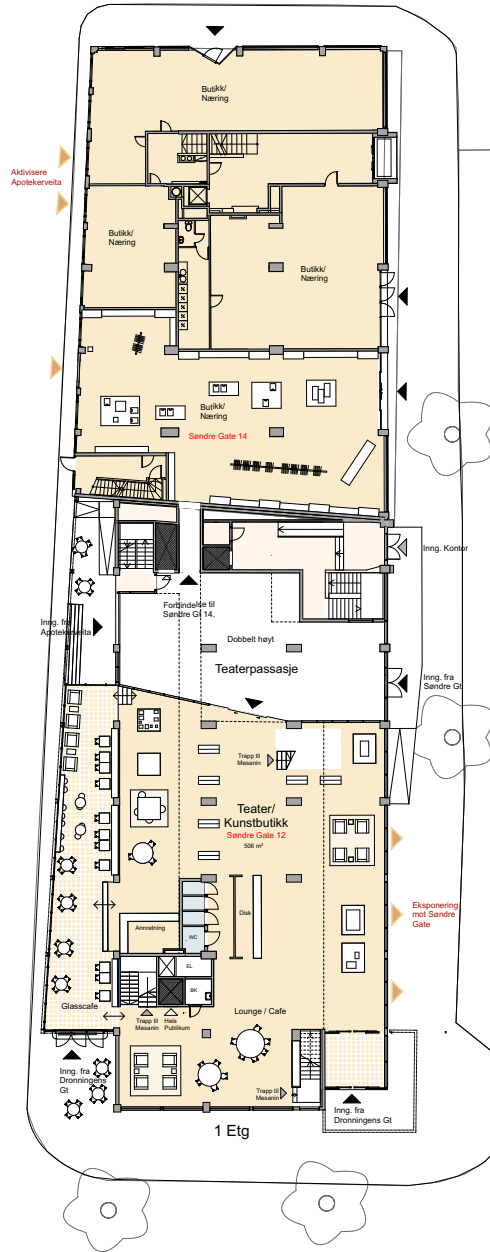 Butikk/
Næring
Aktivisere
Apotekerveita
Butikk/
Næring
Butikk/
Næring
Butikk/
Næring
Søndre Gate 14
Inng. Kontor
Forbindelse til
Søndre Gt 14.
Inng. fra
Apotekerveita
Dobbelt høyt
Teaterpassasje
Inng. fra
Søndre Gt
Trapp til
Mesanin
Teater/
Kunstbutikk
Søndre Gate 12
506 m²
Eksponering
mot Søndre
Gate
Disk
Annretning
WC
EL
BK
Glasscafe
Trapp til
Mesanin
Heis
Publikum
Lounge / Cafe
Inng. fra
Dronningens
Gt
Trapp til
Mesanin
Inng. fra
Dronningens Gt
1 Etg